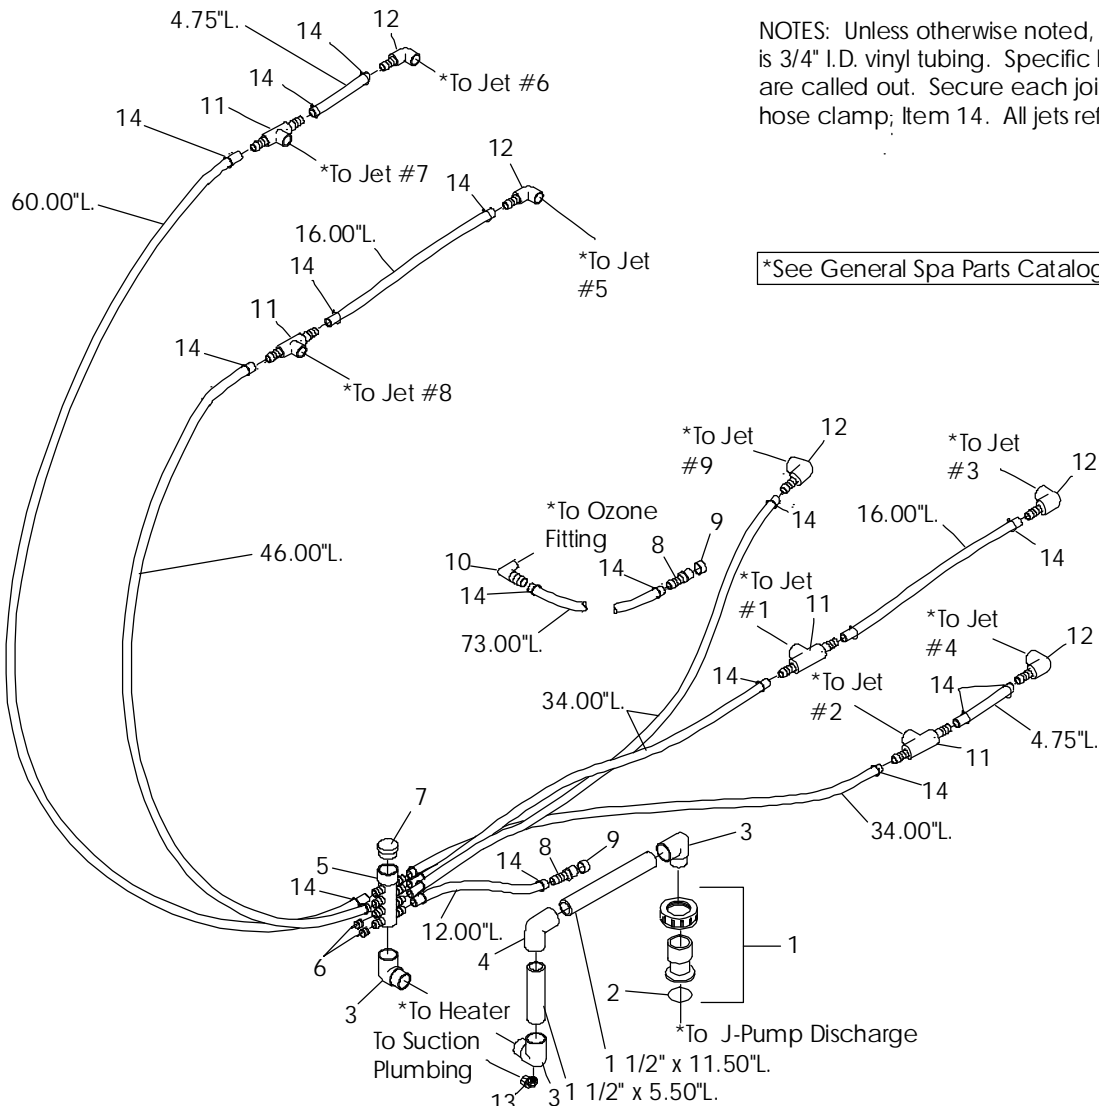 4.75"L.
14
12
*To Jet #6
14
11
14
*To Jet #7
60.00"L.
NOTES: Unless otherwise noted,
is 3/4" I.D. vinyl tubing. Specific
are called out. Secure each
hose clamp; Item 14. All jets
12
14
16.00"L.
*To Jet
#5
14
11
14
*To Jet #8
*See General Spa Parts Catalog
46.00"L.
*To Jet
#9
12
14
*To Jet
#3
12
16.00"L.
14
*To Ozone
Fitting
10
14
73.00"L.
14
8
9
*To Jet
#1
11
14
34.00"L.
*To Jet
#4
12
*To Jet
#2
14
4.75"L.
11
14
34.00"L.
7
5
14
6
3
14
8
9
12.00"L.
3
4
1
2
*To Heater
To Suction
Plumbing
13
3
*To J-Pump Discharge
1 1/2" x 11.50"L.
1 1/2" x 5.50"L.